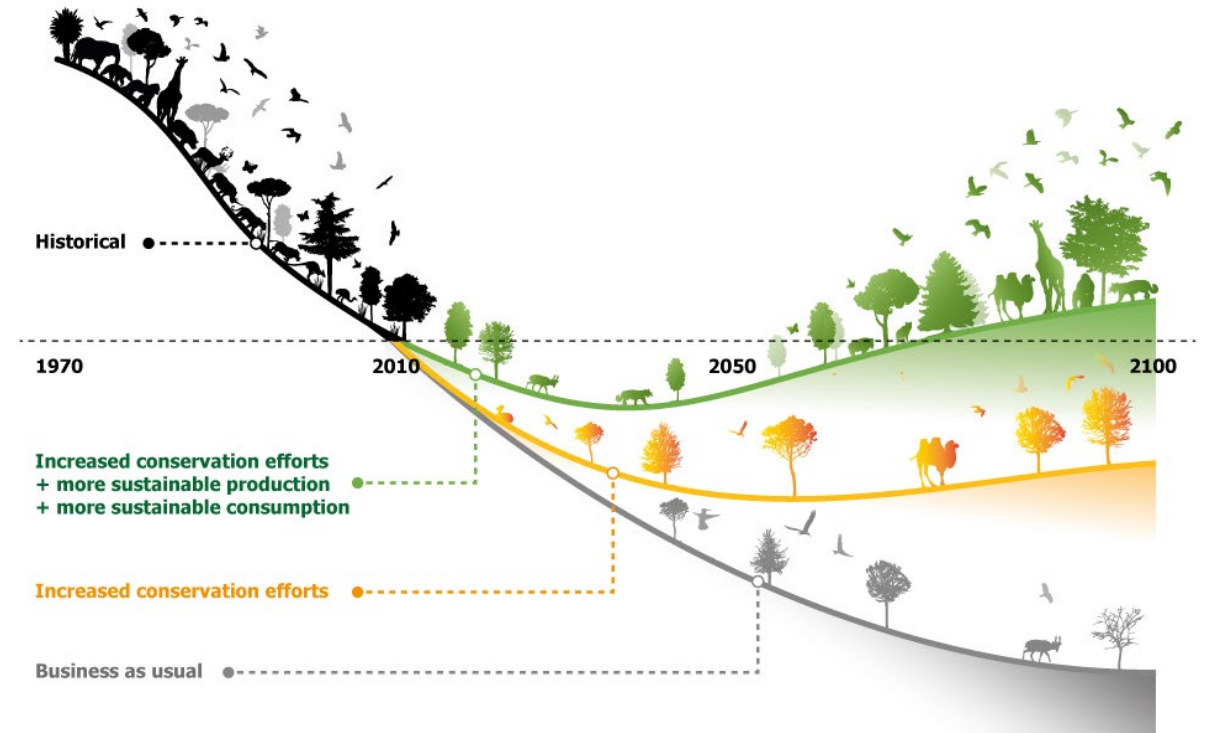 Historical
1970 2010 2050 2100
Increased conservation efforts
+ more sustainable production
+ more sustainable consumption
Increased conservation efforts
Business as usual